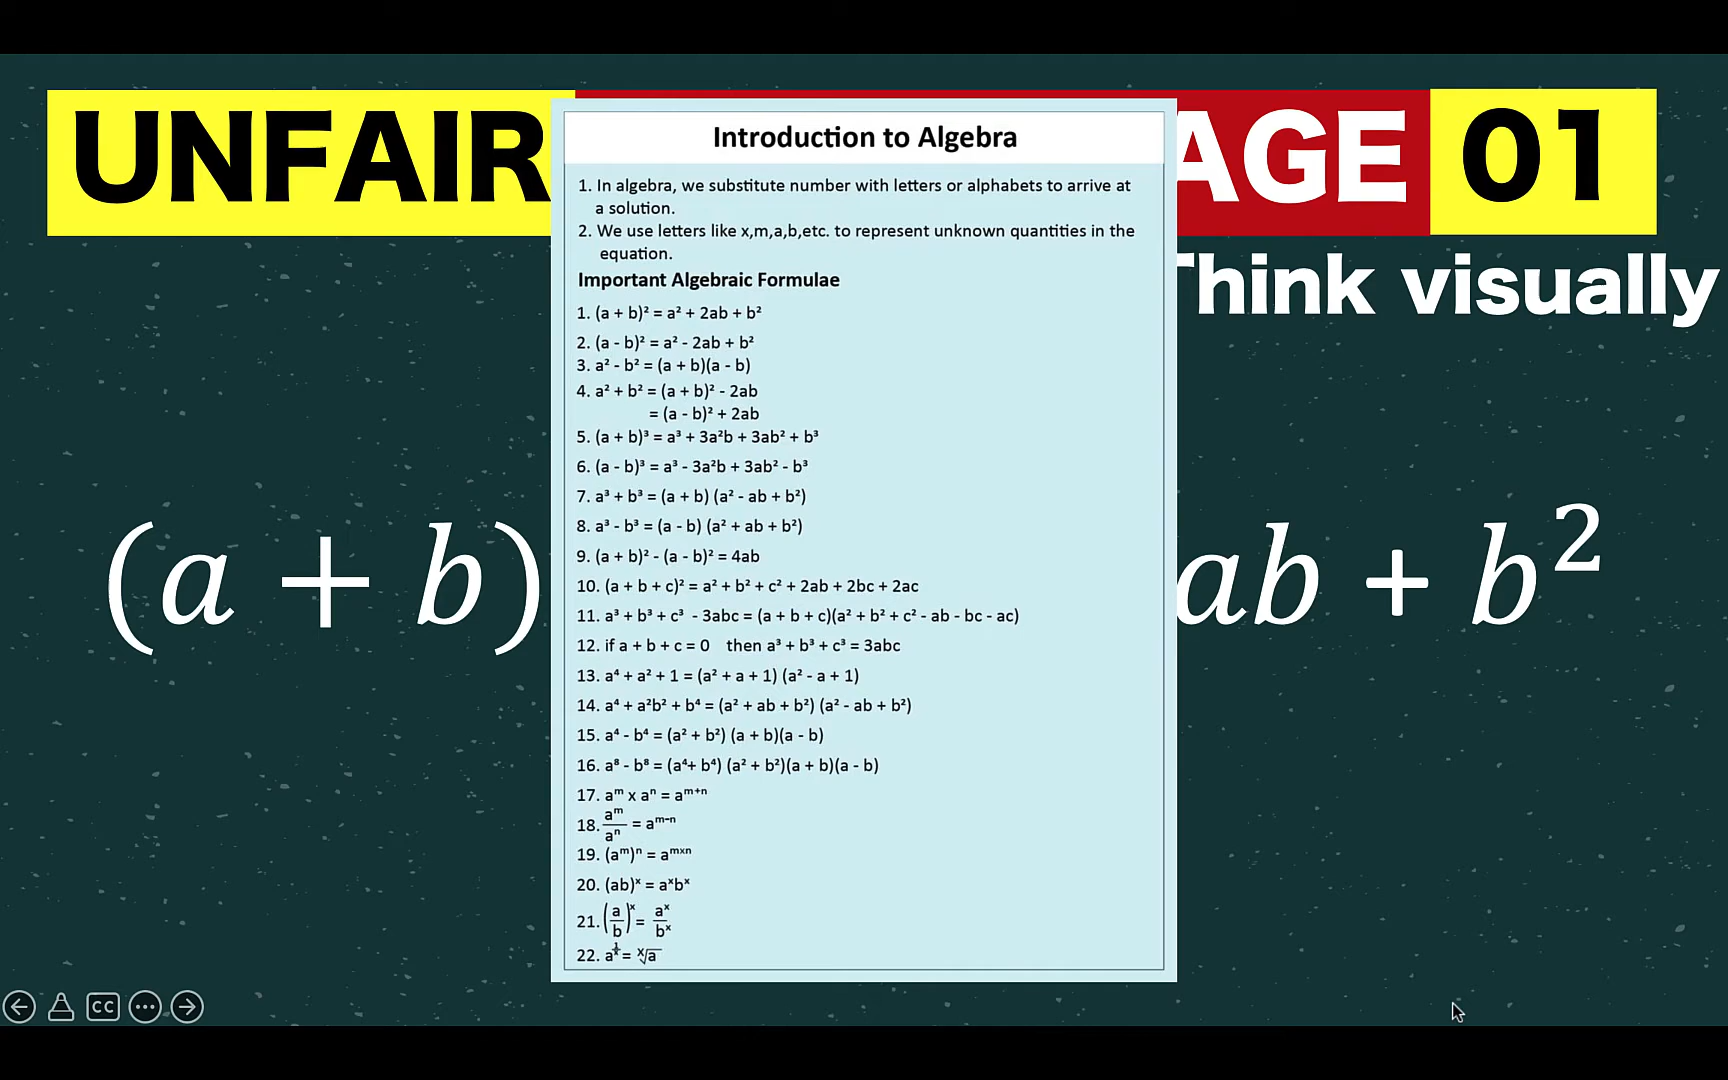 UNFAIR AGE 01
Think visually
Introduction to Algebra
1. In algebra, we substitute number with letters or alphabets to arrive at
a solution.
2. We use letters like x,m,a,b,etc. to represent unknown quantities in the
equation.
Important Algebraic Formulae
1. (a + b)² = a² + 2ab + b²
2. (a - b)² = a² - 2ab + b²
3. a² - b² = (a + b)(a - b)
4. a² + b² = (a + b)² - 2ab
= (a - b)² + 2ab
5. (a + b)³ = a³ + 3a²b + 3ab² + b³
6. (a - b)³ = a³ - 3a²b + 3ab² - b³
7. a³ + b³ = (a + b) (a² - ab + b²)
8. a³ - b³ = (a - b) (a² + ab + b²)
9. (a + b)² - (a - b)² = 4ab
(a + b) ab + b²
10. (a + b + c)² = a² + b² + c² + 2ab + 2bc + 2ac
11. a³ + b³ + c³ - 3abc = (a + b + c)(a² + b² + c² - ab - bc - ac)
12. if a + b + c = 0 then a³ + b³ + c³ = 3abc
13. a⁴ + a² + 1 = (a² + a + 1) (a² - a + 1)
14. a⁴ + a²b² + b⁴ = (a² + ab + b²) (a² - ab + b²)
15. a⁴ - b⁴ = (a² + b²) (a + b)(a - b)
16. a⁸ - b⁸ = (a⁴+ b⁴) (a² + b²)(a + b)(a - b)
17. aᵐ x aⁿ = aᵐ⁺ⁿ
18. aᵐ/aⁿ = aᵐ⁻ⁿ
19. (aᵐ)ⁿ = aᵐˣⁿ
20. (ab)ˣ = aˣbˣ
21. (a/b)ˣ = aˣ/bˣ
22. a^(1/x) = ˣ√a
CC